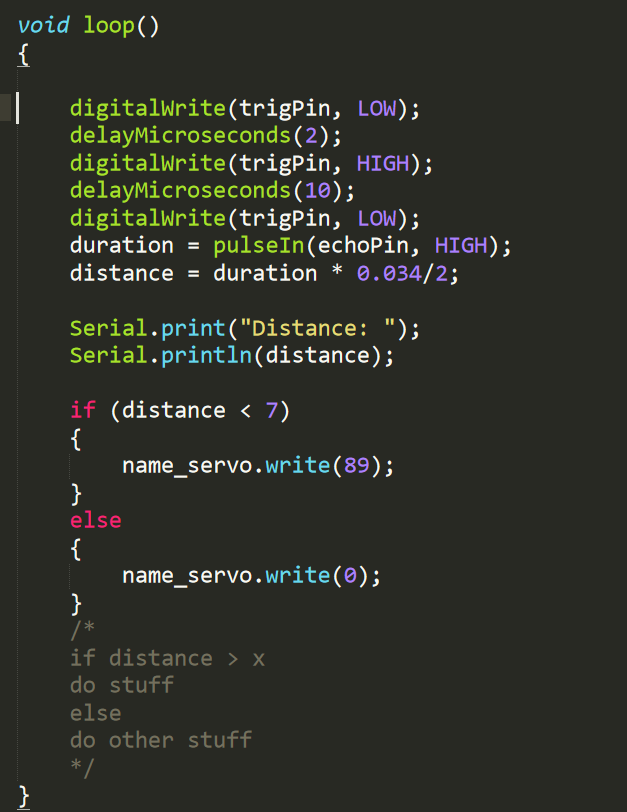 void loop()
{
digitalWrite(trigPin, LOW);
delayMicroseconds(2);
digitalWrite(trigPin, HIGH);
delayMicroseconds(10);
digitalWrite(trigPin, LOW);
duration = pulseIn(echoPin, HIGH);
distance = duration * 0.034/2;
Serial.print("Distance: ");
Serial.println(distance);
if (distance < 7)
{
name_servo.write(89);
}
else
{
name_servo.write(0);
}
/*
if distance > x
do stuff
else
do other stuff
*/
}